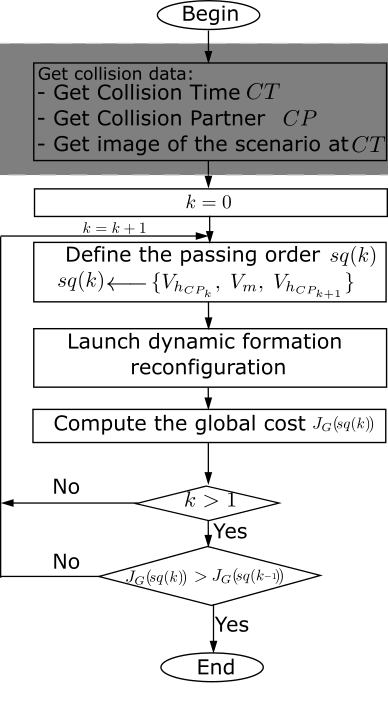 Begin
Get collision data:
- Get Collision Time CT
- Get Collision Partner CP
- Get image of the scenario at CT
k = 0
k = k + 1
Define the passing order sq(k)
sq(k) ⟵ {V_{h_{CP_k}}, V_m, V_{h_{CP_{k+1}}}}
Launch dynamic formation
reconfiguration
Compute the global cost J_G(sq(k))
No
k > 1
Yes
No
J_G(sq(k)) > J_G(sq(k-1))
Yes
End